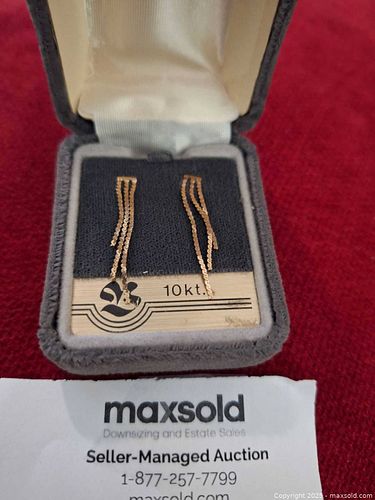 10kt.
maxsold
Downsizing and Estate Sales
Seller-Managed Auction
1-877-257-7799
maxsold.com
© Copyright 2025 - maxsold.com